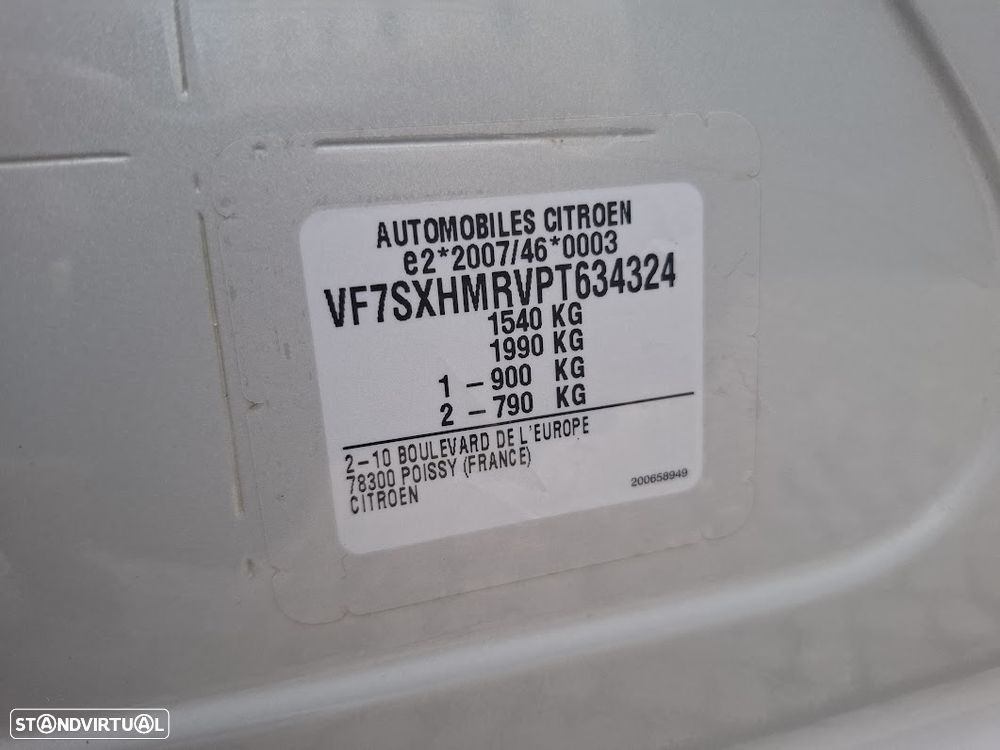 AUTOMOBILES CITROEN
e2*2007/46*0003
VF7SXHMRVPT634324
1540 KG
1990 KG
1 - 900 KG
2 - 790 KG
2-10 BOULEVARD DE L'EUROPE
78300 POISSY (FRANCE)
CITROEN
200658949
STANDVIRTUAL